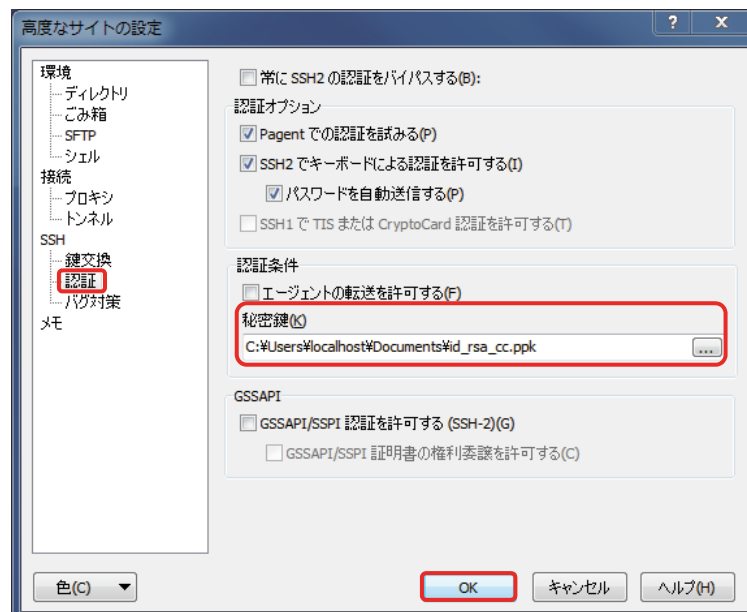 高度なサイトの設定
? x
環境
ディレクトリ
ごみ箱
SFTP
シェル
接続
プロキシ
トンネル
SSH
鍵交換
認証
バグ対策
メモ
常に SSH2 の認証をバイパスする(B):
認証オプション
Pagent での認証を試みる(P)
SSH2 でキーボードによる認証を許可する(I)
パスワードを自動送信する(P)
SSH1 で TIS または CryptoCard 認証を許可する(T)
認証条件
エージェントの転送を許可する(F)
秘密鍵(K)
C:¥Users¥localhost¥Documents¥id_rsa_cc.ppk ...
GSSAPI
GSSAPI/SSPI 認証を許可する (SSH-2)(G)
GSSAPI/SSPI 証明書の権利委譲を許可する(C)
色(C) ▼ OK キャンセル ヘルプ(H)